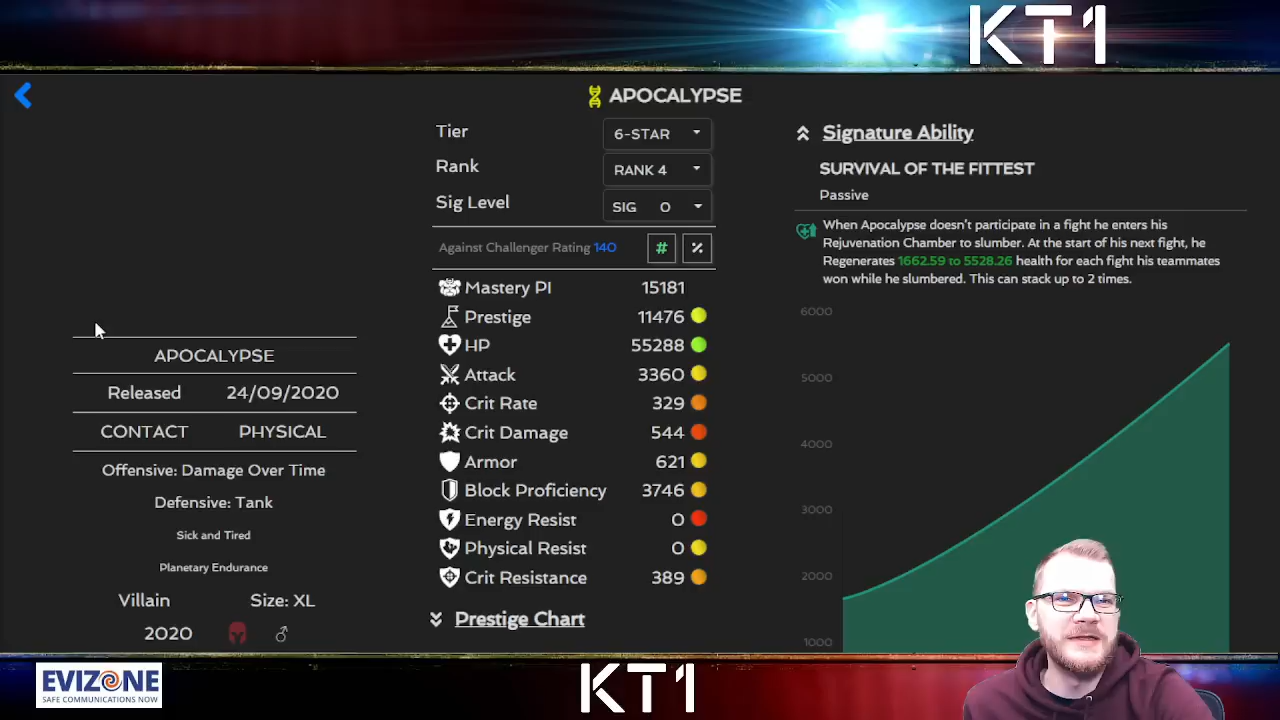 KT1
APOCALYPSE
Tier 6-STAR
Rank RANK 4
Sig Level SIG 0
Against Challenger Rating 140 # %
Mastery PI 15181
Prestige 11476
HP 55288
Attack 3360
Crit Rate 329
Crit Damage 544
Armor 621
Block Proficiency 3746
Energy Resist 0
Physical Resist 0
Crit Resistance 389
Prestige Chart
APOCALYPSE
Released 24/09/2020
CONTACT PHYSICAL
Offensive: Damage Over Time
Defensive: Tank
Sick and Tired
Planetary Endurance
Villain Size: XL
2020
Signature Ability
SURVIVAL OF THE FITTEST
Passive
When Apocalypse doesn't participate in a fight he enters his
Rejuvenation Chamber to slumber. At the start of his next fight, he
Regenerates 1662.59 to 5528.26 health for each fight his teammates
won while he slumbered. This can stack up to 2 times.
6000
5000
4000
3000
2000
1000
EVIZONE
SAFE COMMUNICATIONS NOW
KT1